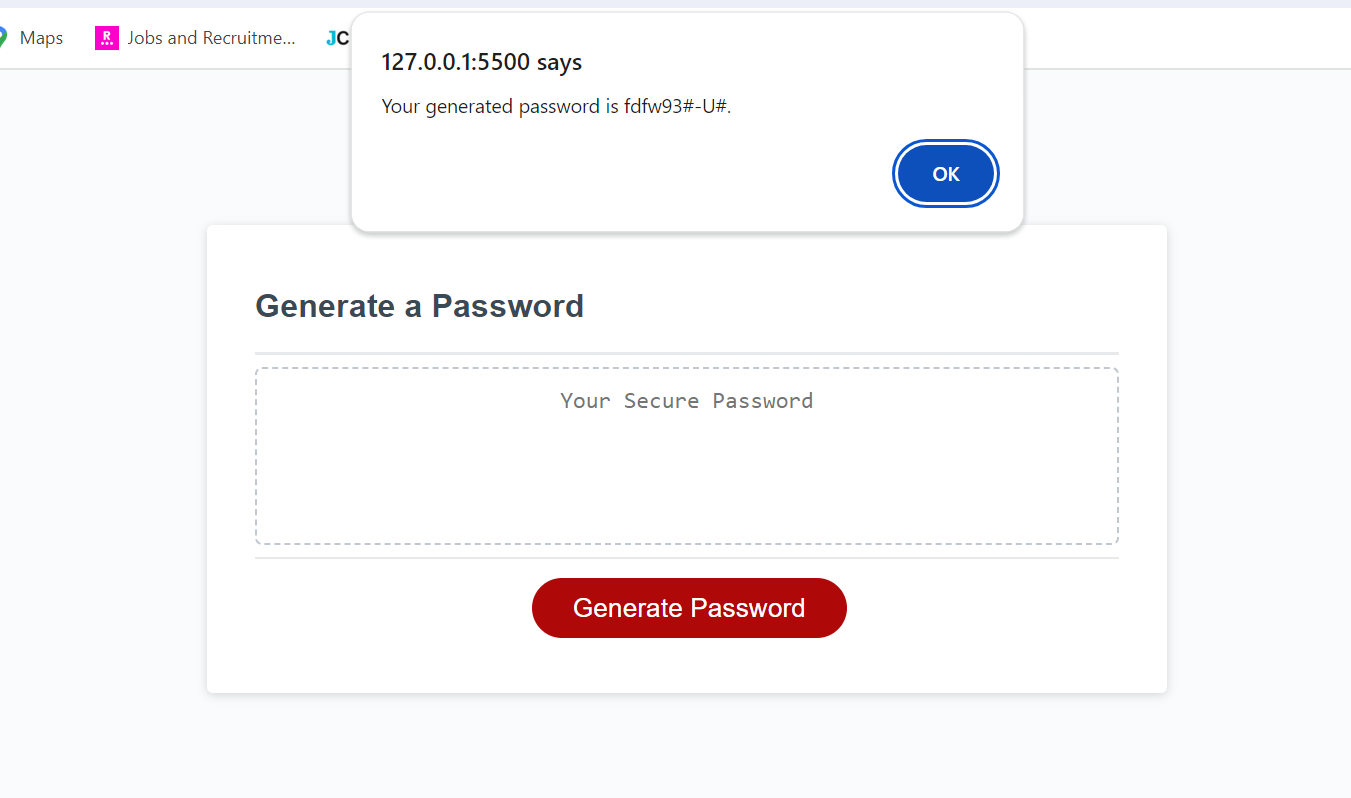 Maps
R
Jobs and Recruitme...
JC
127.0.0.1:5500 says
Your generated password is fdfw93#-U#.
OK
Generate a Password
Your Secure Password
Generate Password